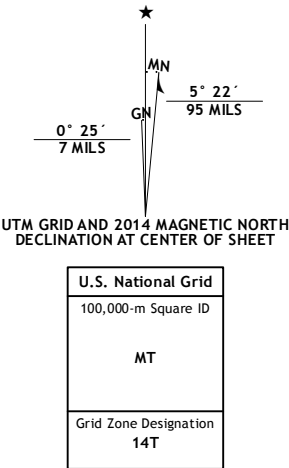 ★
MN
5° 22´
95 MILS
GN
0° 25´
7 MILS
UTM GRID AND 2014 MAGNETIC NORTH
DECLINATION AT CENTER OF SHEET
U.S. National Grid
100,000-m Square ID
MT
Grid Zone Designation
14T